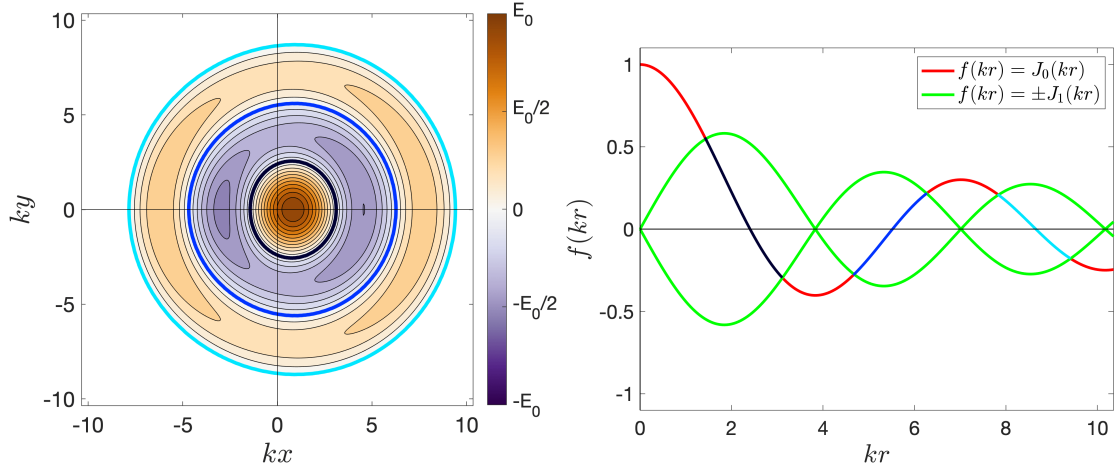 10
5
0
-5
-10
ky
-10
-5
0
5
10
kx
E₀
E₀/2
0
-E₀/2
-E₀
1
0.5
0
-0.5
-1
f(kr)
0
2
4
6
8
10
kr
f(kr) = J₀(kr)
f(kr) = ±J₁(kr)